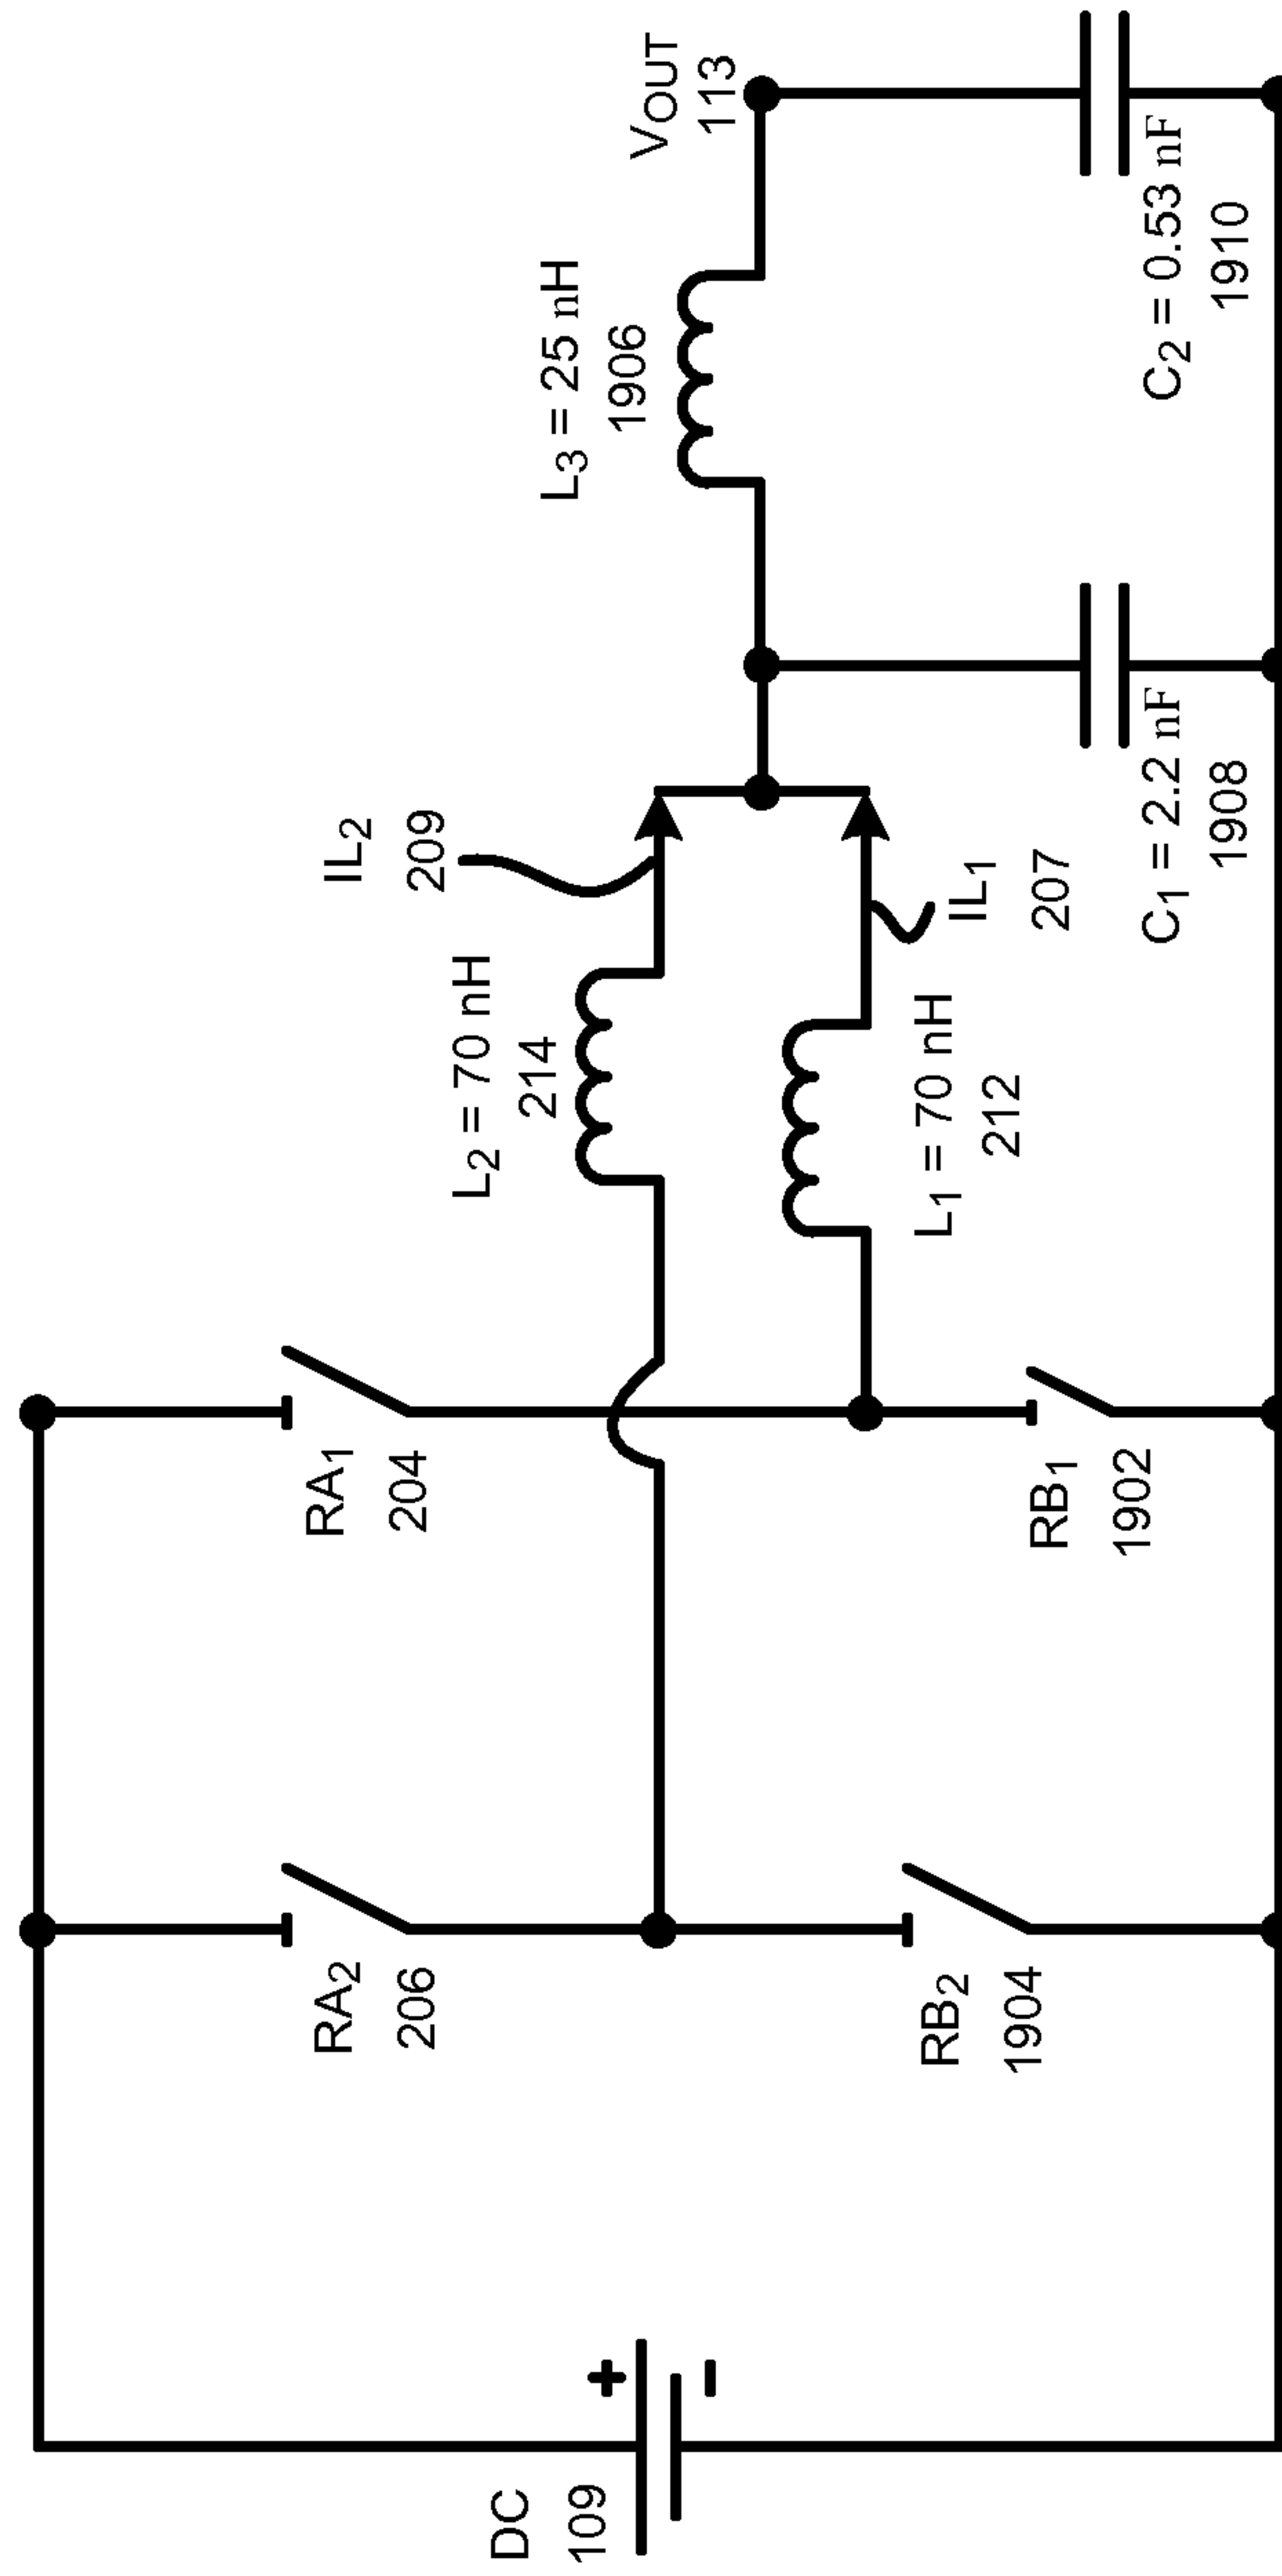 DC
109
+
−
RA₂
206
RB₂
1904
RA₁
204
RB₁
1902
L₂ = 70 nH
214
L₁ = 70 nH
212
IL₂
209
IL₁
207
C₁ = 2.2 nF
1908
L₃ = 25 nH
1906
V_OUT
113
C₂ = 0.53 nF
1910